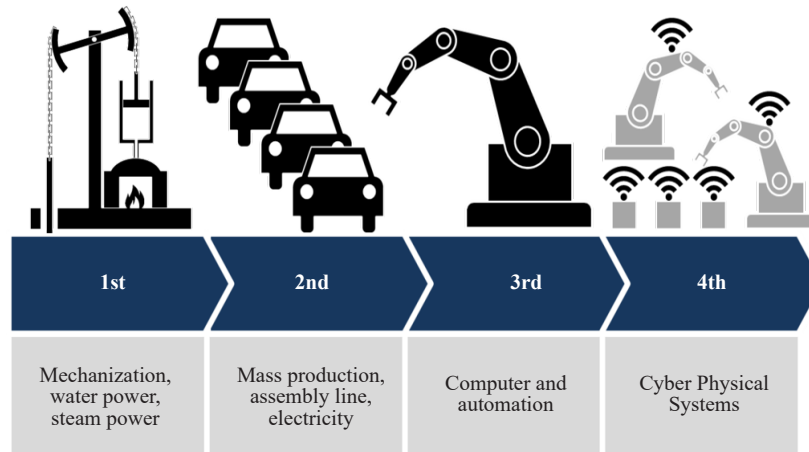 1st
2nd
3rd
4th
Mechanization,
water power,
steam power
Mass production,
assembly line,
electricity
Computer and
automation
Cyber Physical
Systems